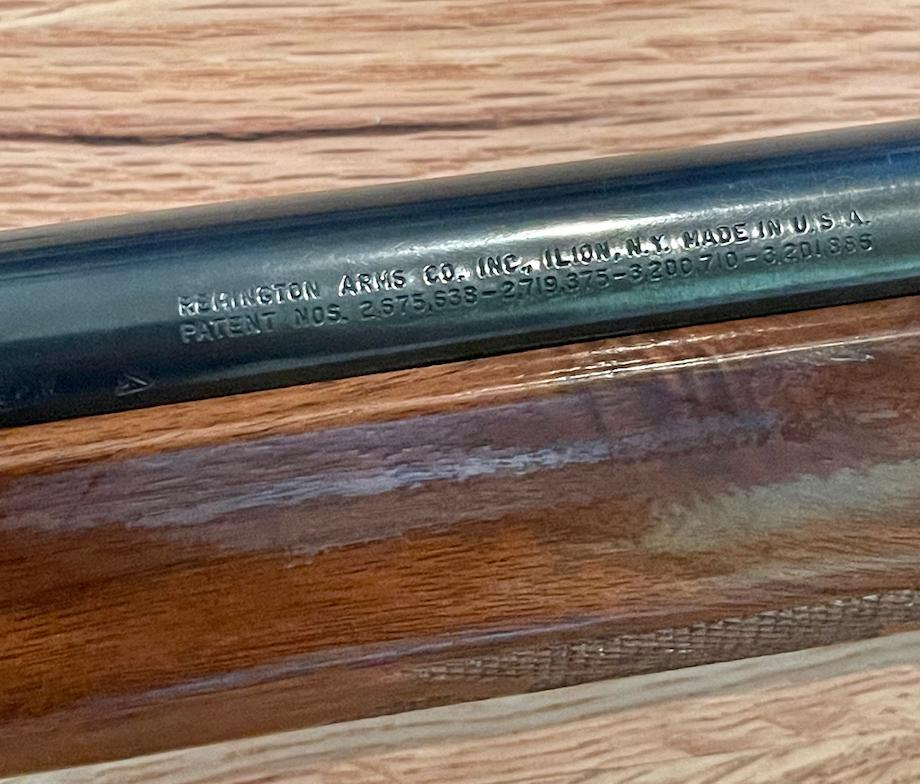 REMINGTON ARMS CO. INC., ILION, N.Y. MADE IN U.S.A.
PATENT NOS. 2,675,638-2,719,375-3,200,710-3,201,885